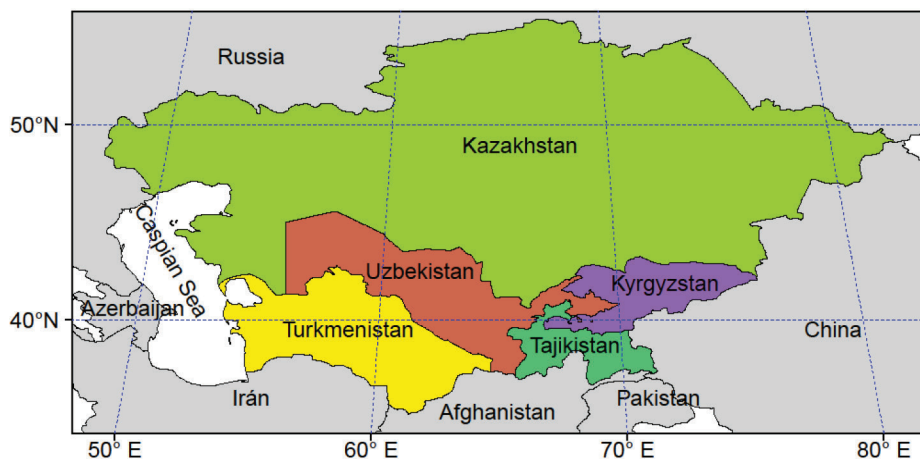 Russia
50°N
Kazakhstan
Caspian Sea
Uzbekistan
Kyrgyzstan
Azerbaijan
40°N
Turkmenistan
Tajikistan
China
Irán
Afghanistan
Pakistan
50° E
60° E
70° E
80° E